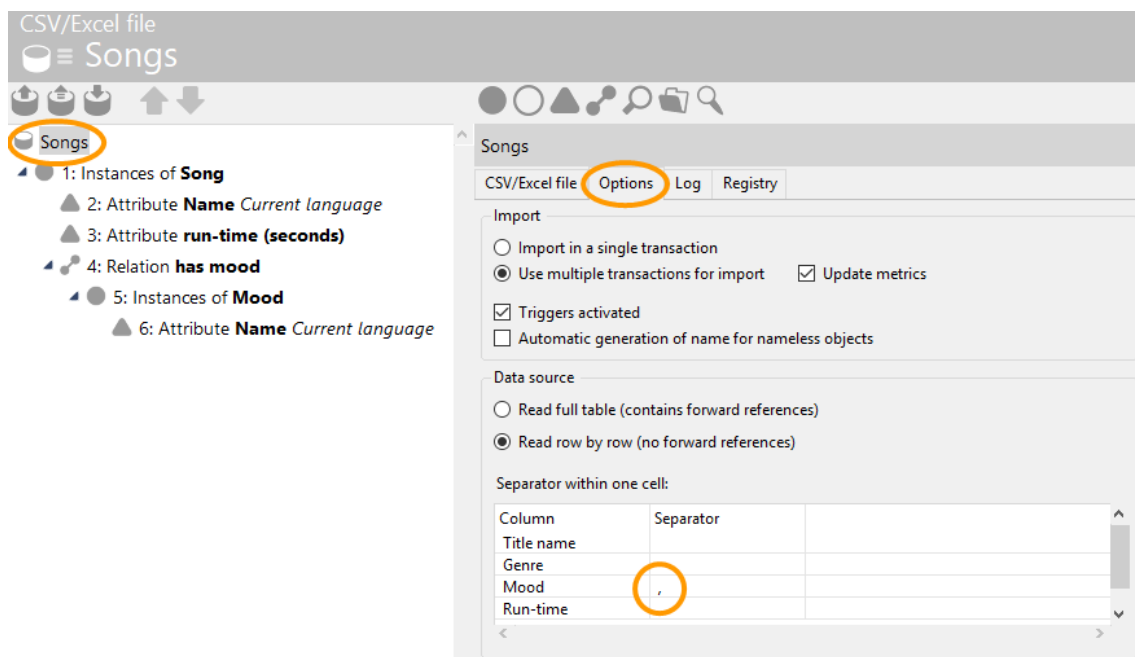 CSV/Excel file
Songs
Songs
1: Instances of Song
2: Attribute Name Current language
3: Attribute run-time (seconds)
4: Relation has mood
5: Instances of Mood
6: Attribute Name Current language
Songs
CSV/Excel file Options Log Registry
Import
Import in a single transaction
Use multiple transactions for import Update metrics
Triggers activated
Automatic generation of name for nameless objects
Data source
Read full table (contains forward references)
Read row by row (no forward references)
Separator within one cell:
Column Separator
Title name
Genre
Mood ,
Run-time